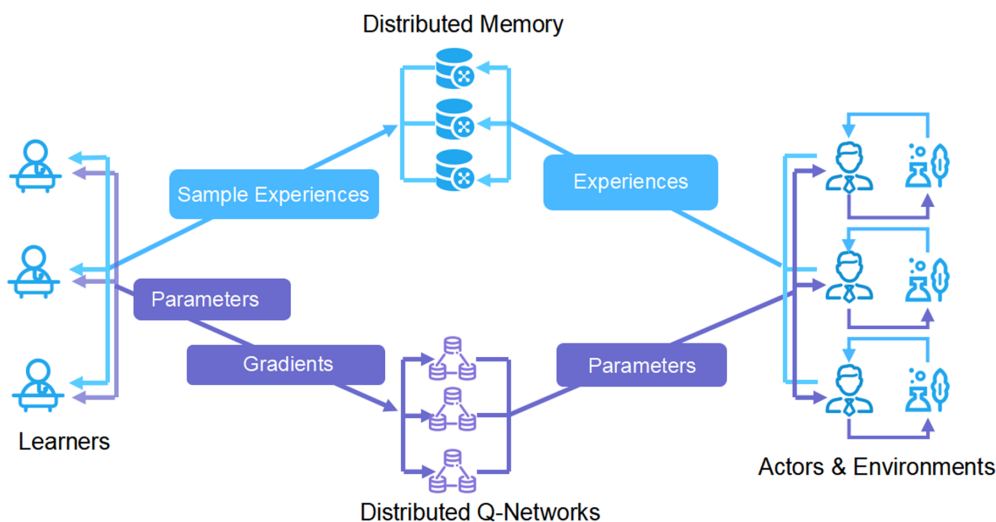 Distributed Memory
Sample Experiences
Experiences
Parameters
Gradients
Parameters
Learners
Actors & Environments
Distributed Q-Networks